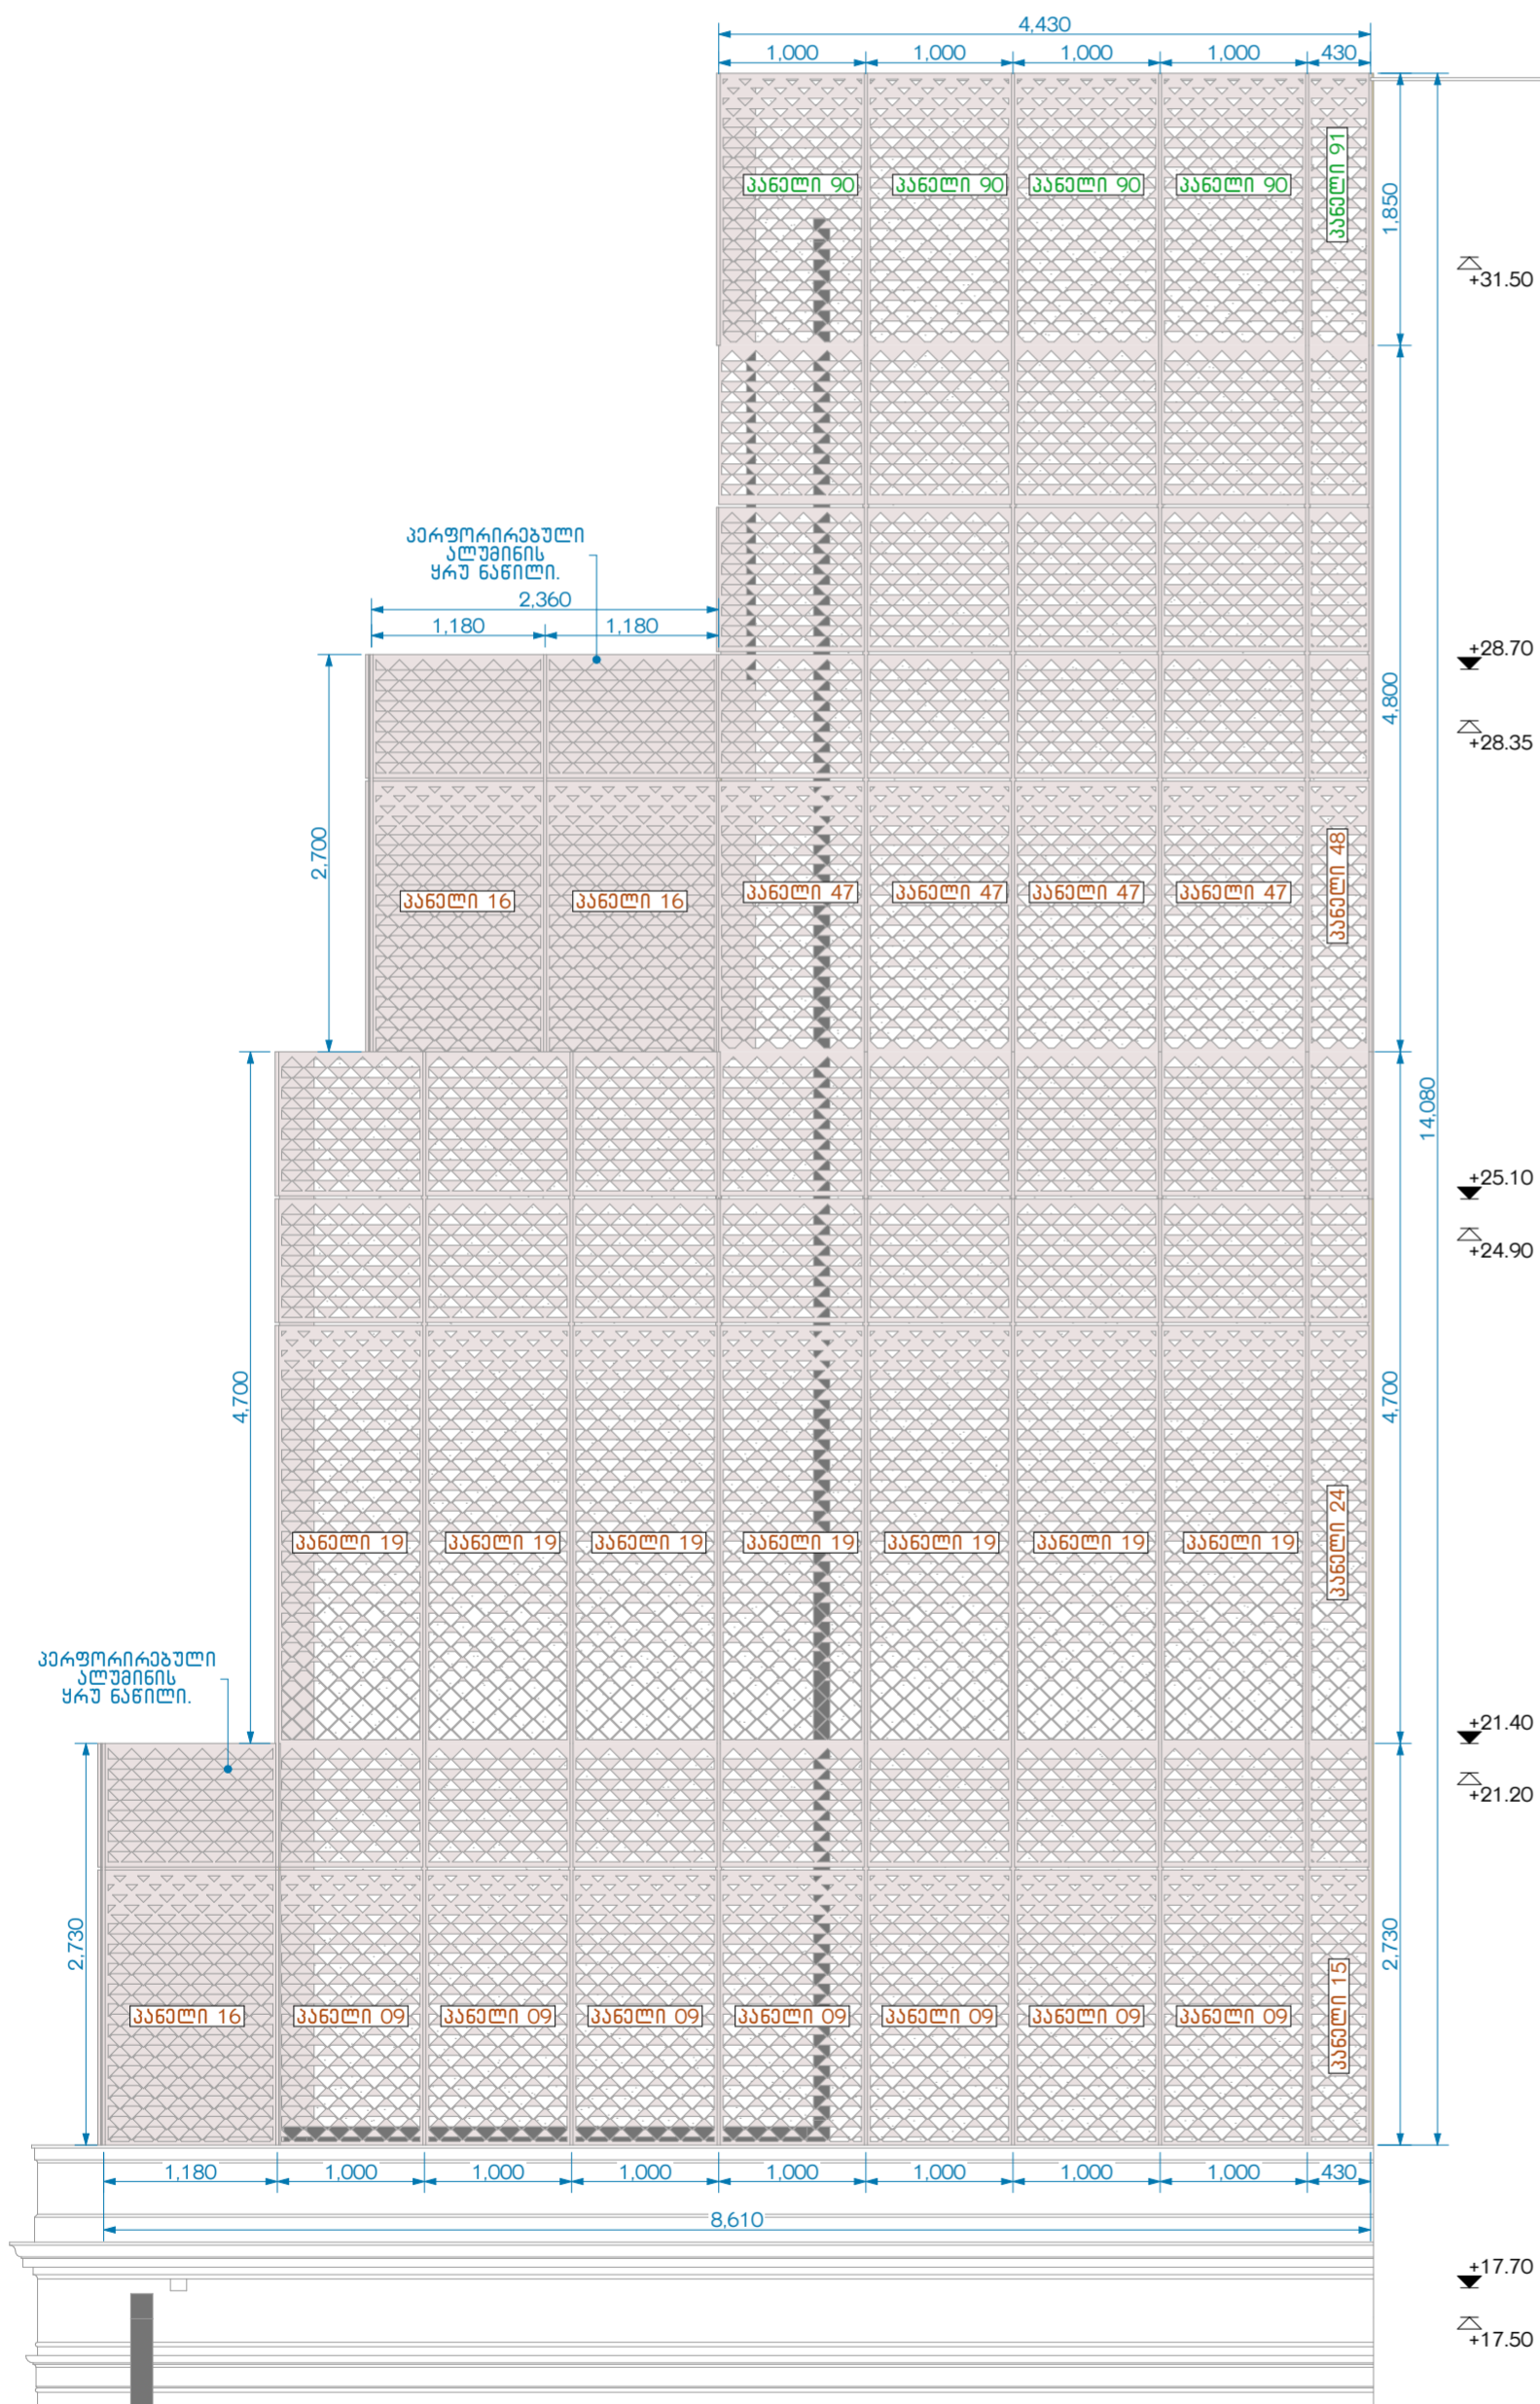 4,430
1,000 1,000 1,000 1,000 430
პანელი 90 პანელი 90 პანელი 90 პანელი 90 პანელი 91
1,850
+31.50
პერფორირებული
ალუმინის
ყრუ ნაწილი.
2,360
1,180 1,180
+28.70
4,800
+28.35
2,700
პანელი 16 პანელი 16 პანელი 47 პანელი 47 პანელი 47 პანელი 47 პანელი 48
14,080
+25.10
+24.90
4,700 4,700
პანელი 19 პანელი 19 პანელი 19 პანელი 19 პანელი 19 პანელი 19 პანელი 19 პანელი 24
პერფორირებული
ალუმინის
ყრუ ნაწილი.
+21.40
+21.20
2,730 2,730
პანელი 16 პანელი 09 პანელი 09 პანელი 09 პანელი 09 პანელი 09 პანელი 09 პანელი 09 პანელი 15
1,180 1,000 1,000 1,000 1,000 1,000 1,000 1,000 430
8,610
+17.70
+17.50